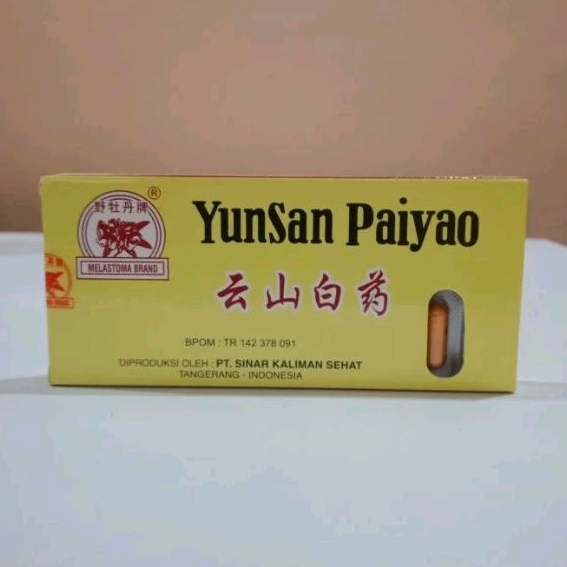 野牡丹牌
®
MELASTOMA BRAND
YunSan Paiyao
云山白药
BPOM : TR 142 378 091
DIPRODUKSI OLEH : PT. SINAR KALIMAN SEHAT
TANGERANG - INDONESIA